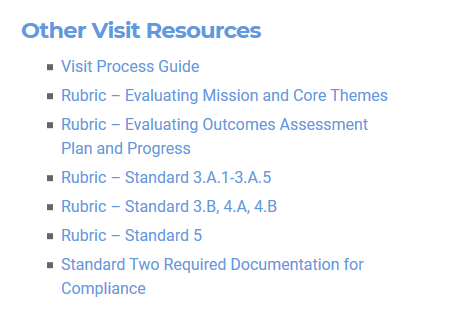 Other Visit Resources
Visit Process Guide
Rubric – Evaluating Mission and Core Themes
Rubric – Evaluating Outcomes Assessment
Plan and Progress
Rubric – Standard 3.A.1-3.A.5
Rubric – Standard 3.B, 4.A, 4.B
Rubric – Standard 5
Standard Two Required Documentation for
Compliance